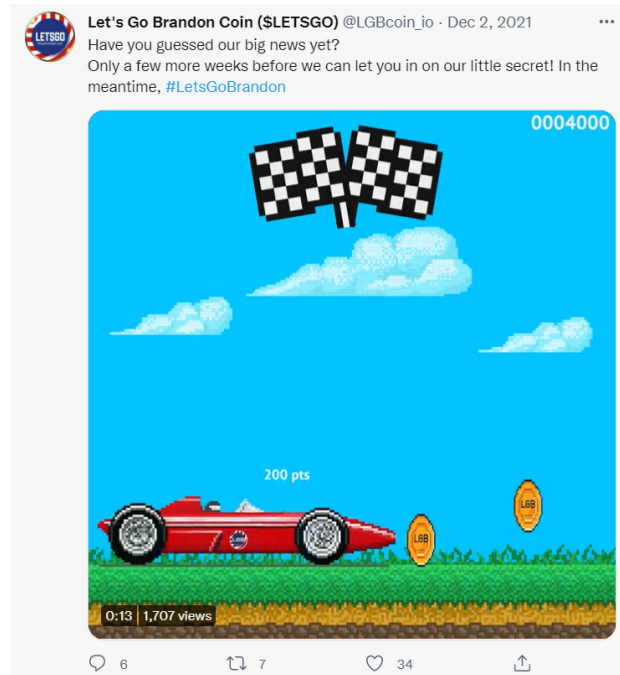 LETSGO
Let's Go Brandon Coin ($LETSGO) @LGBcoin_io · Dec 2, 2021
Have you guessed our big news yet?
Only a few more weeks before we can let you in on our little secret! In the
meantime, #LetsGoBrandon
0004000
200 pts
LGB
LGB
0:13 | 1,707 views
6 7 34